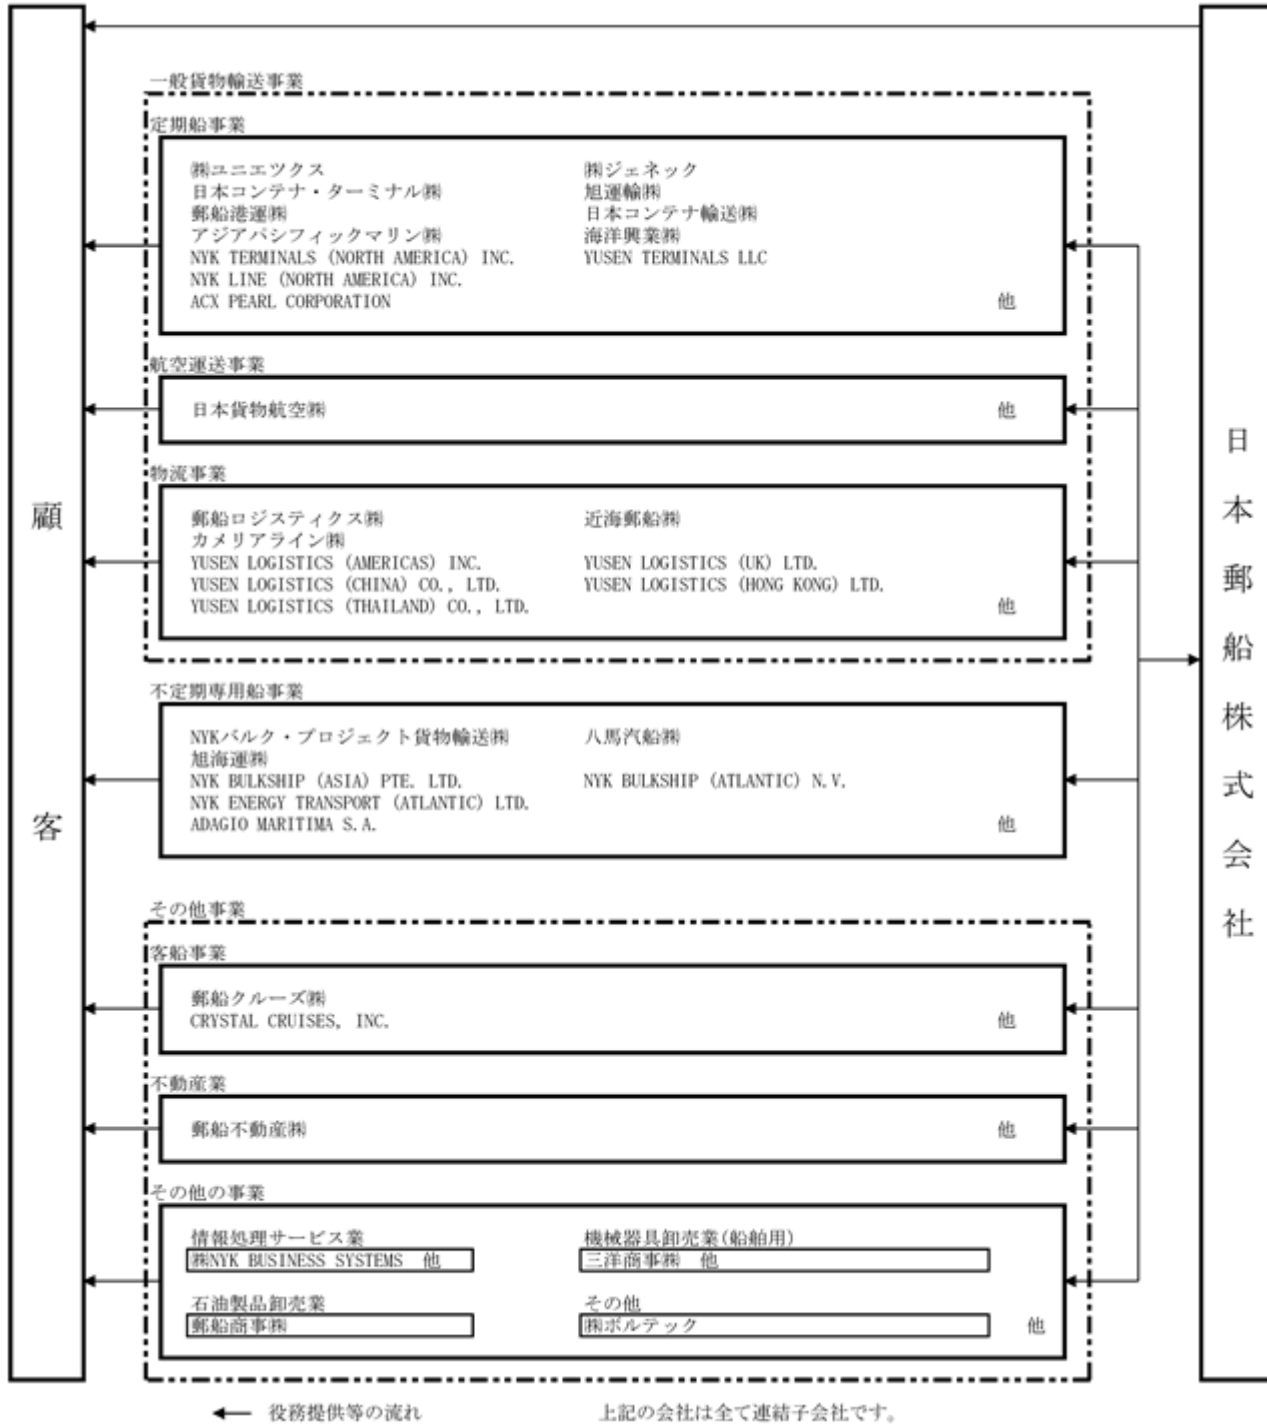 一般貨物輸送事業
定期船事業
㈱ユニエツクス
㈱ジェネック
日本コンテナ・ターミナル㈱
旭運輸㈱
郵船港運㈱
日本コンテナ輸送㈱
アジアパシフィックマリン㈱
海洋興業㈱
NYK TERMINALS (NORTH AMERICA) INC.
YUSEN TERMINALS LLC
NYK LINE (NORTH AMERICA) INC.
ACX PEARL CORPORATION
他
航空運送事業
日本貨物航空㈱
他
物流事業
郵船ロジスティクス㈱
近海郵船㈱
カメリアライン㈱
YUSEN LOGISTICS (AMERICAS) INC.
YUSEN LOGISTICS (UK) LTD.
YUSEN LOGISTICS (CHINA) CO., LTD.
YUSEN LOGISTICS (HONG KONG) LTD.
YUSEN LOGISTICS (THAILAND) CO., LTD.
他
不定期専用船事業
NYKバルク・プロジェクト貨物輸送㈱
八馬汽船㈱
旭海運㈱
NYK BULKSHIP (ASIA) PTE. LTD.
NYK BULKSHIP (ATLANTIC) N.V.
NYK ENERGY TRANSPORT (ATLANTIC) LTD.
ADAGIO MARITIMA S.A.
他
その他事業
客船事業
郵船クルーズ㈱
CRYSTAL CRUISES, INC.
他
不動産業
郵船不動産㈱
他
その他の事業
情報処理サービス業
機械器具卸売業(船舶用)
㈱NYK BUSINESS SYSTEMS 他
三洋商事㈱ 他
石油製品卸売業
その他
郵船商事㈱
㈱ボルテック
他
顧客
日本郵船株式会社
役務提供等の流れ
上記の会社は全て連結子会社です。